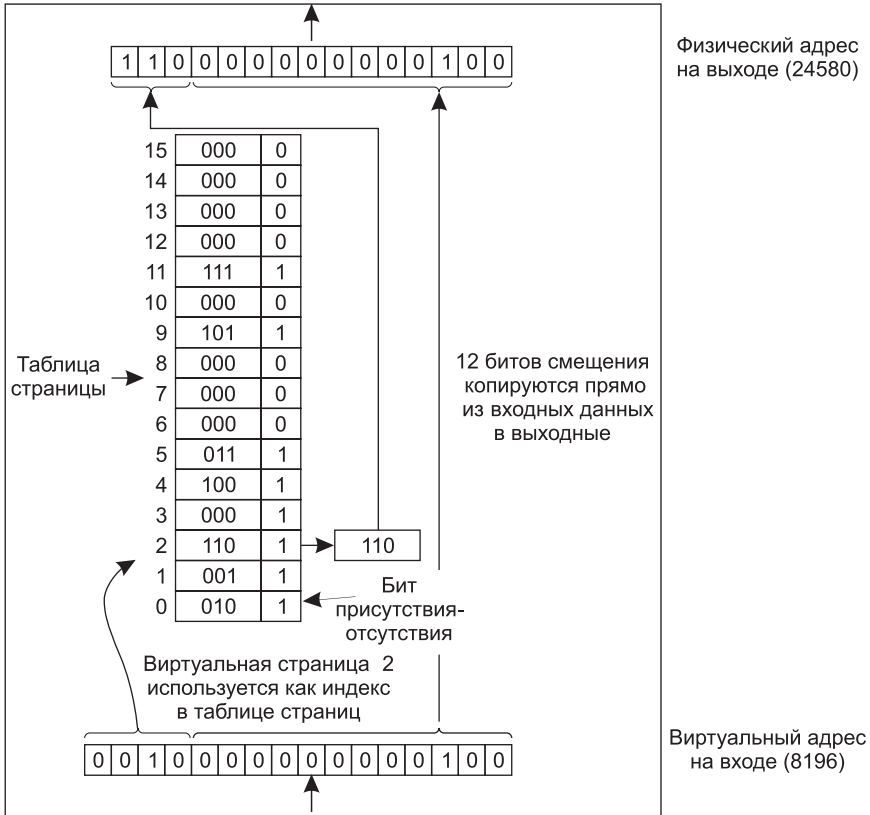 1 1 0 0 0 0 0 0 0 0 0 0 1 0 0
Физический адрес
на выходе (24580)
15 000 0
14 000 0
13 000 0
12 000 0
11 111 1
10 000 0
9 101 1
8 000 0
7 000 0
6 000 0
5 011 1
4 100 1
3 000 1
2 110 1 110
1 001 1
0 010 1
Таблица
страницы
12 битов смещения
копируются прямо
из входных данных
в выходные
Бит
присутствия-
отсутствия
Виртуальная страница 2
используется как индекс
в таблице страниц
0 0 1 0 0 0 0 0 0 0 0 0 0 1 0 0
Виртуальный адрес
на входе (8196)